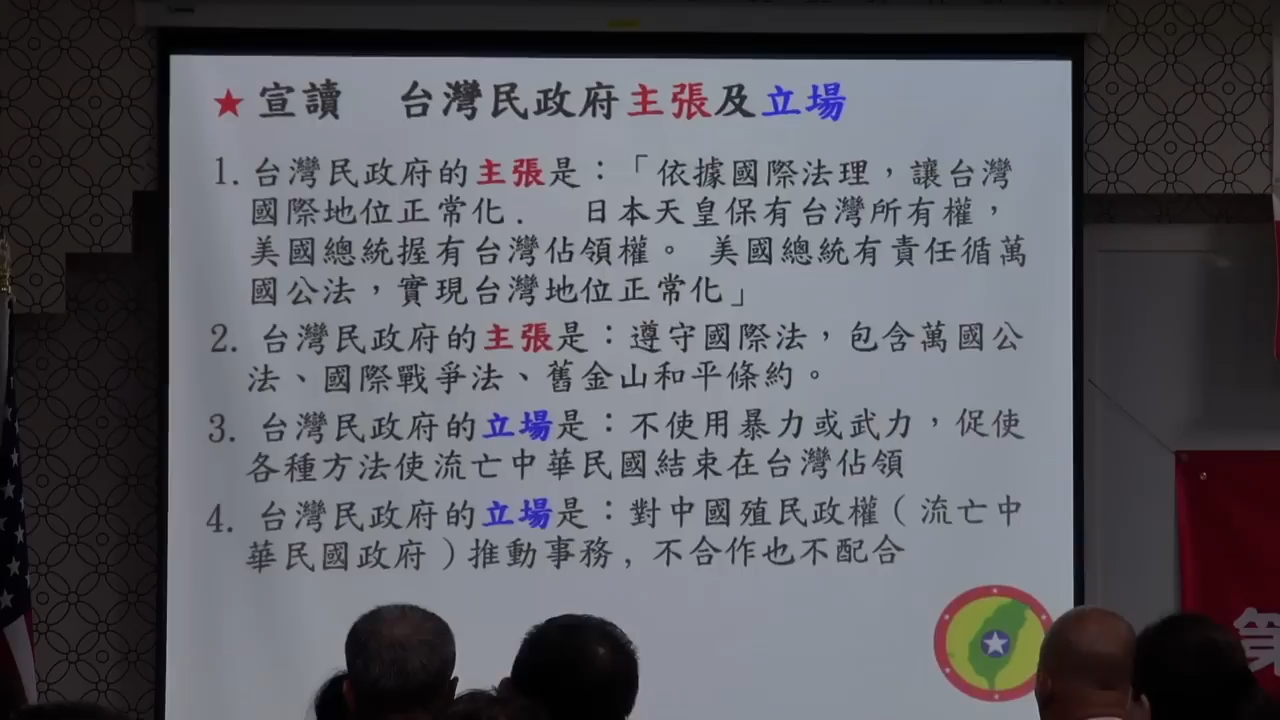 ★宣讀 台灣民政府主張及立場
1. 台灣民政府的主張是：「依據國際法理，讓台灣
國際地位正常化． 日本天皇保有台灣所有權，
美國總統握有台灣佔領權。 美國總統有責任循萬
國公法，實現台灣地位正常化」
2. 台灣民政府的主張是：遵守國際法，包含萬國公
法、國際戰爭法、舊金山和平條約。
3. 台灣民政府的立場是：不使用暴力或武力，促使
各種方法使流亡中華民國結束在台灣佔領
4. 台灣民政府的立場是：對中國殖民政權（流亡中
華民國政府）推動事務, 不合作也不配合
第